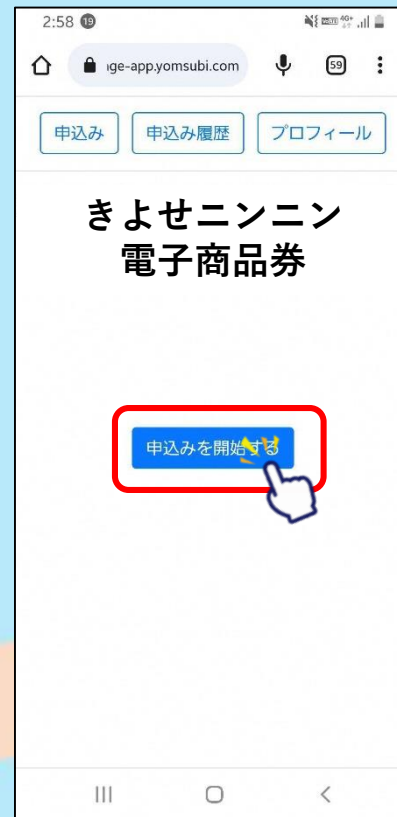 2:58 19
ige-app.yomsubi.com 59
申込み 申込み履歴 プロフィール
きよせニンニン
電子商品券
申込みを開始する